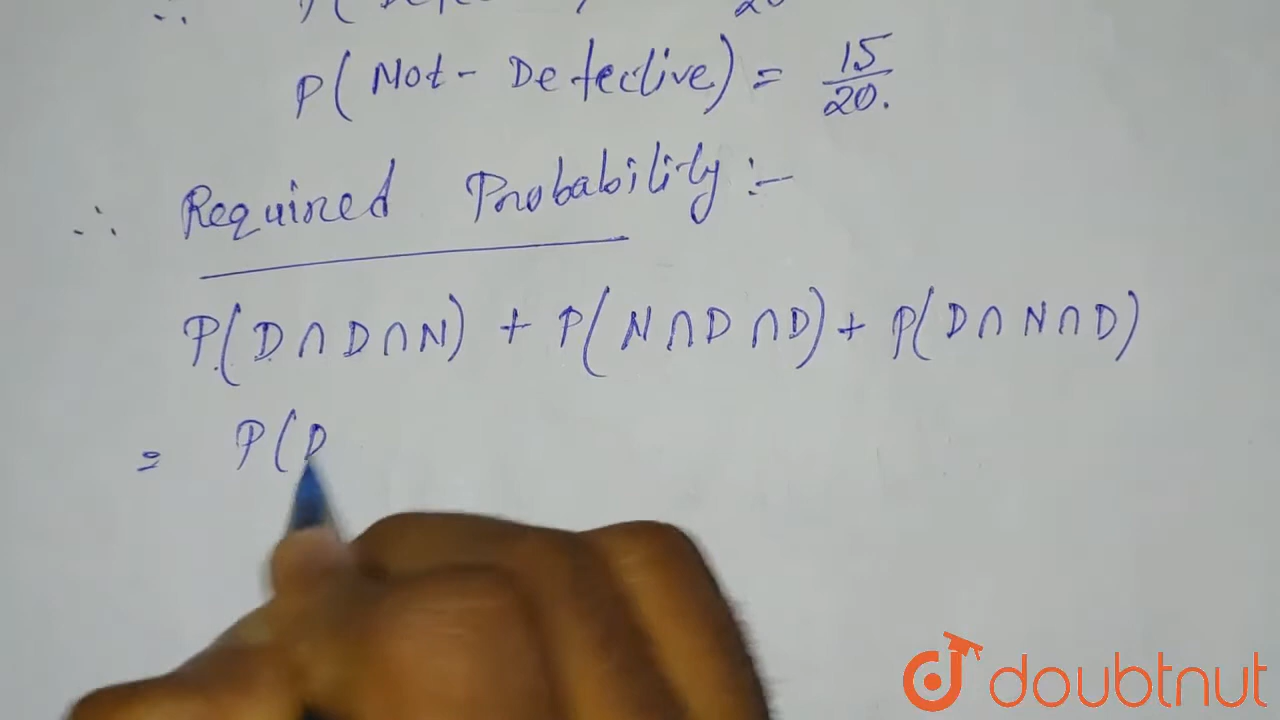 ∴
P(Not-Defective) = 15/20.
∴ Required Probability :-
P(D∩D∩N) + P(N∩D∩D) + P(D∩N∩D)
= P(D
doubtnut